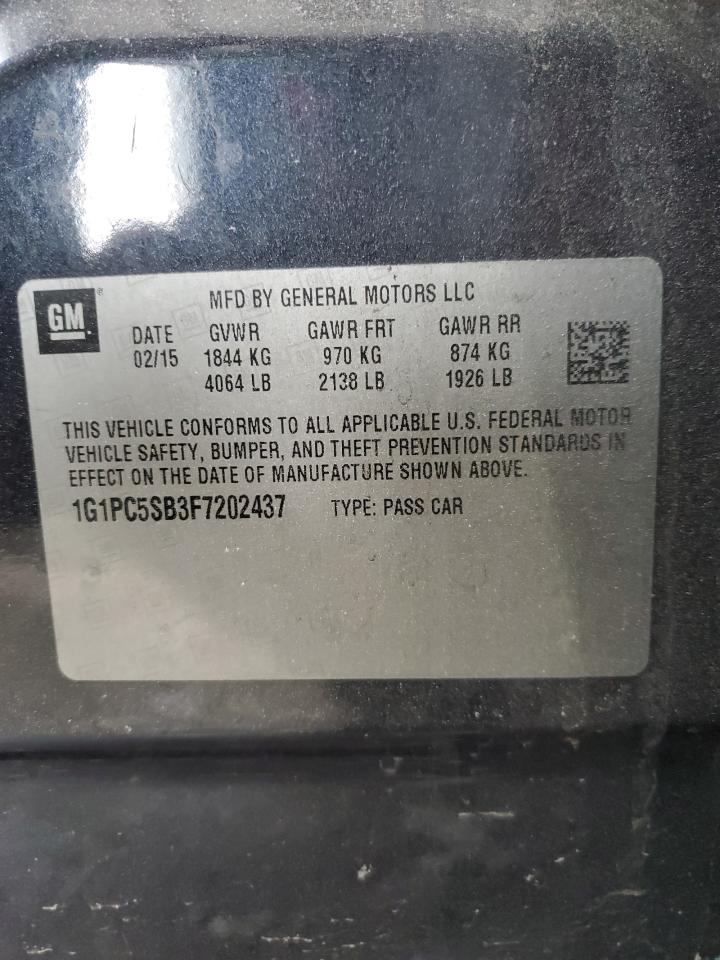 GM
MFD BY GENERAL MOTORS LLC
DATE GVWR GAWR FRT GAWR RR
02/15 1844 KG 970 KG 874 KG
4064 LB 2138 LB 1926 LB
THIS VEHICLE CONFORMS TO ALL APPLICABLE U.S. FEDERAL MOTOR
VEHICLE SAFETY, BUMPER, AND THEFT PREVENTION STANDARDS IN
EFFECT ON THE DATE OF MANUFACTURE SHOWN ABOVE.
1G1PC5SB3F7202437 TYPE: PASS CAR